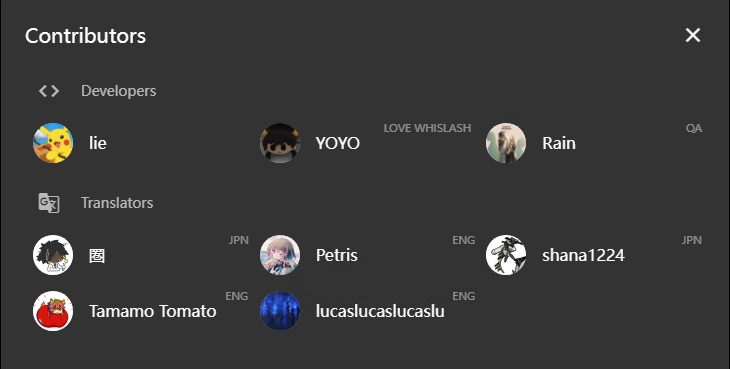 Contributors
Developers
lie
YOYO
LOVE WHISLASH
Rain
QA
Translators
圈
JPN
Petris
ENG
shana1224
JPN
Tamamo Tomato
ENG
lucaslucaslucaslu
ENG